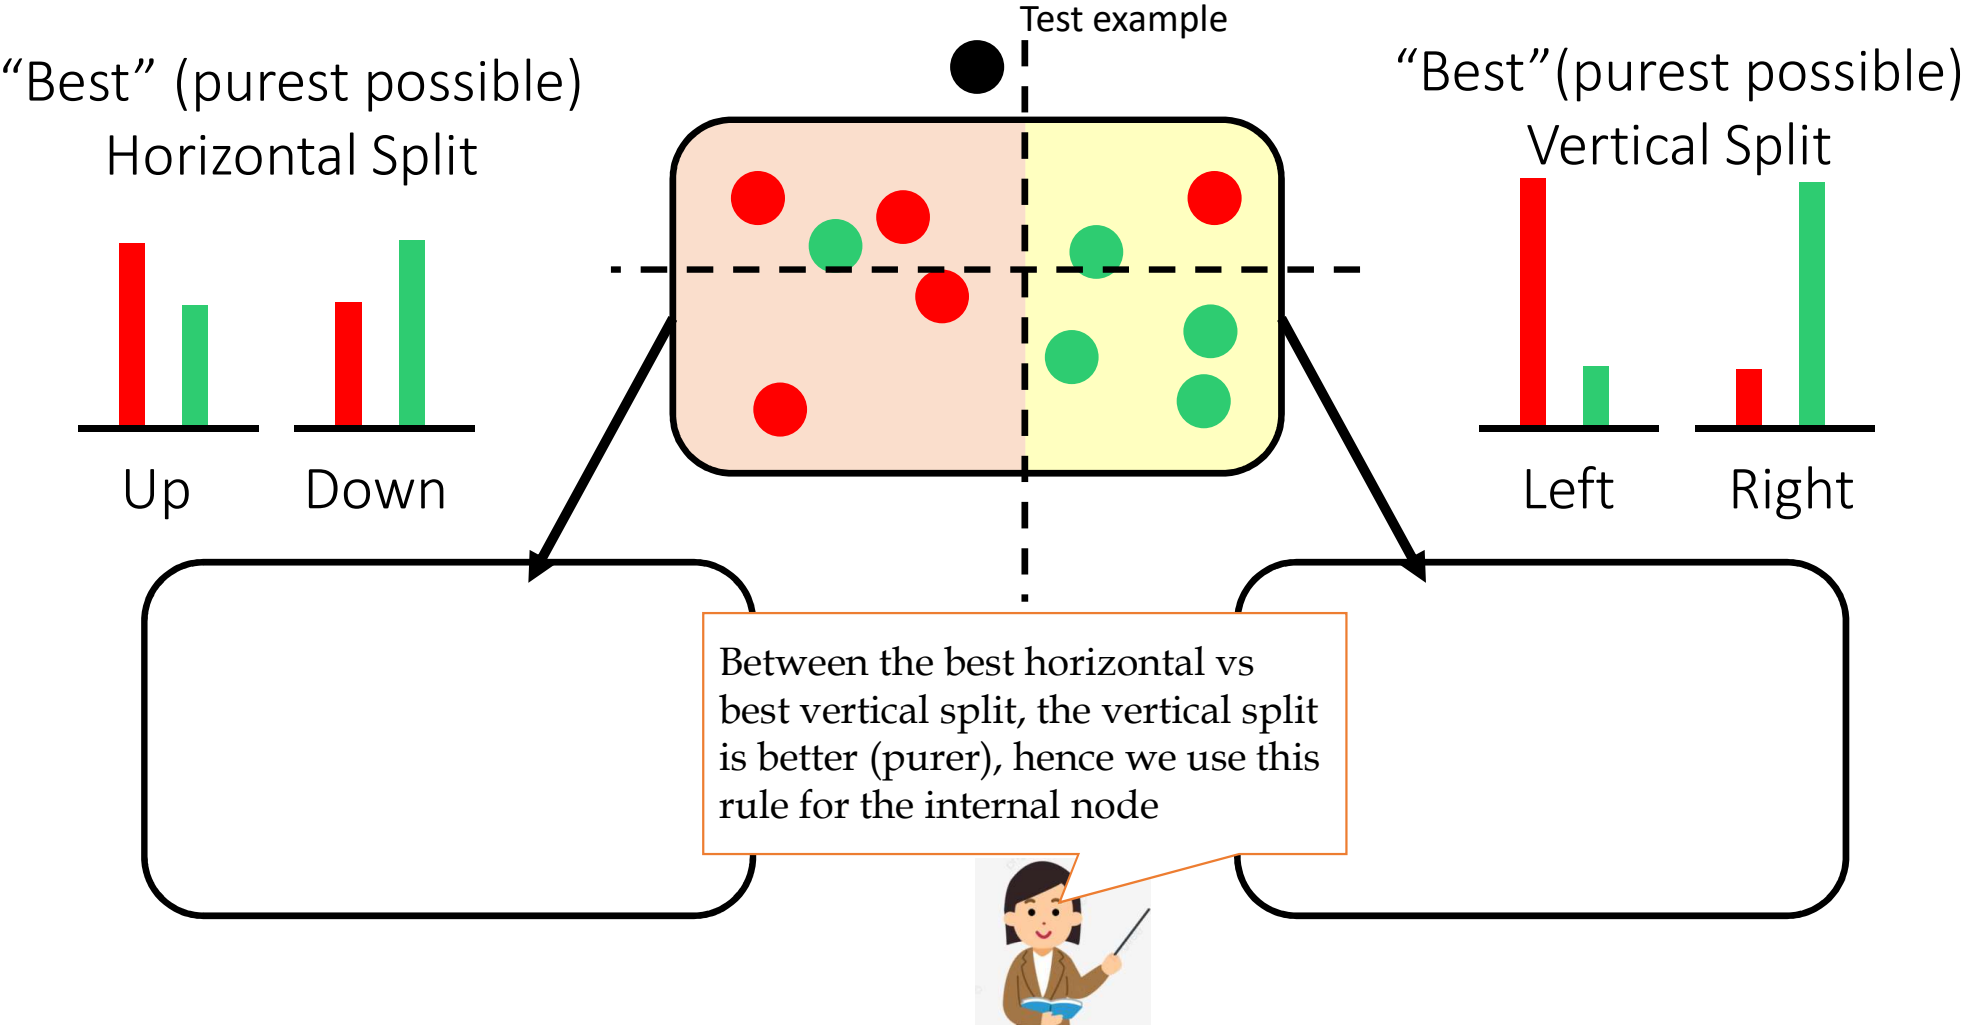 Test example
“Best” (purest possible)
Horizontal Split
“Best”(purest possible)
Vertical Split
Up
Down
Left
Right
Between the best horizontal vs
best vertical split, the vertical split
is better (purer), hence we use this
rule for the internal node